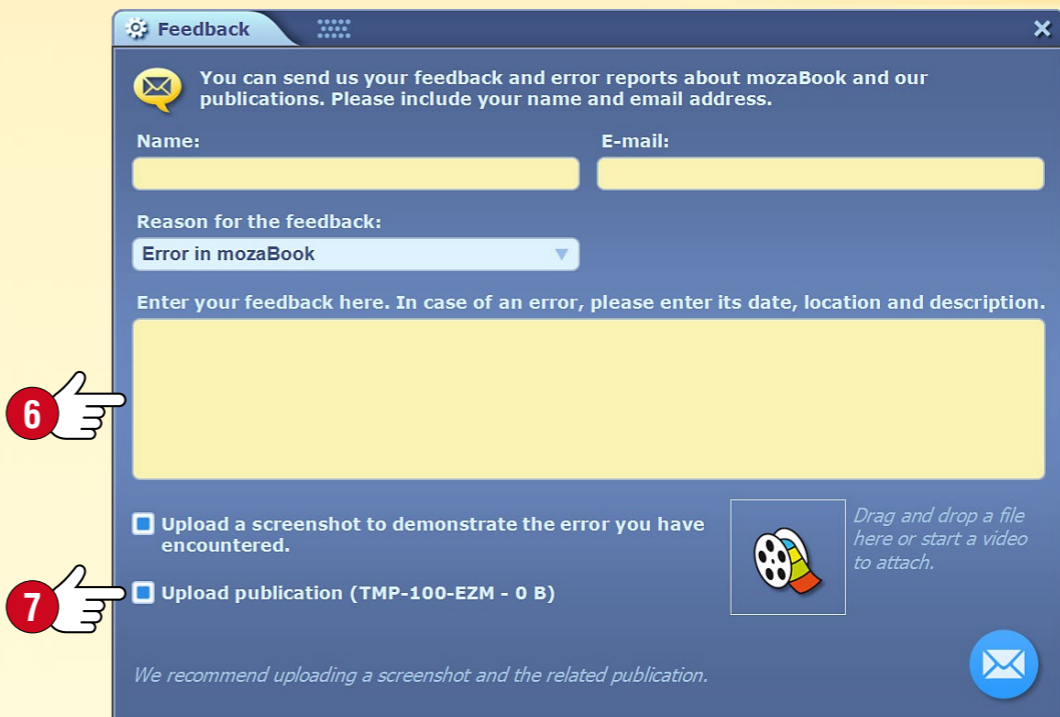 Feedback
You can send us your feedback and error reports about mozaBook and our
publications. Please include your name and email address.
Name:
E-mail:
Reason for the feedback:
Error in mozaBook
Enter your feedback here. In case of an error, please enter its date, location and description.
6
Upload a screenshot to demonstrate the error you have
encountered.
Drag and drop a file
here or start a video
to attach.
7
Upload publication (TMP-100-EZM - 0 B)
We recommend uploading a screenshot and the related publication.